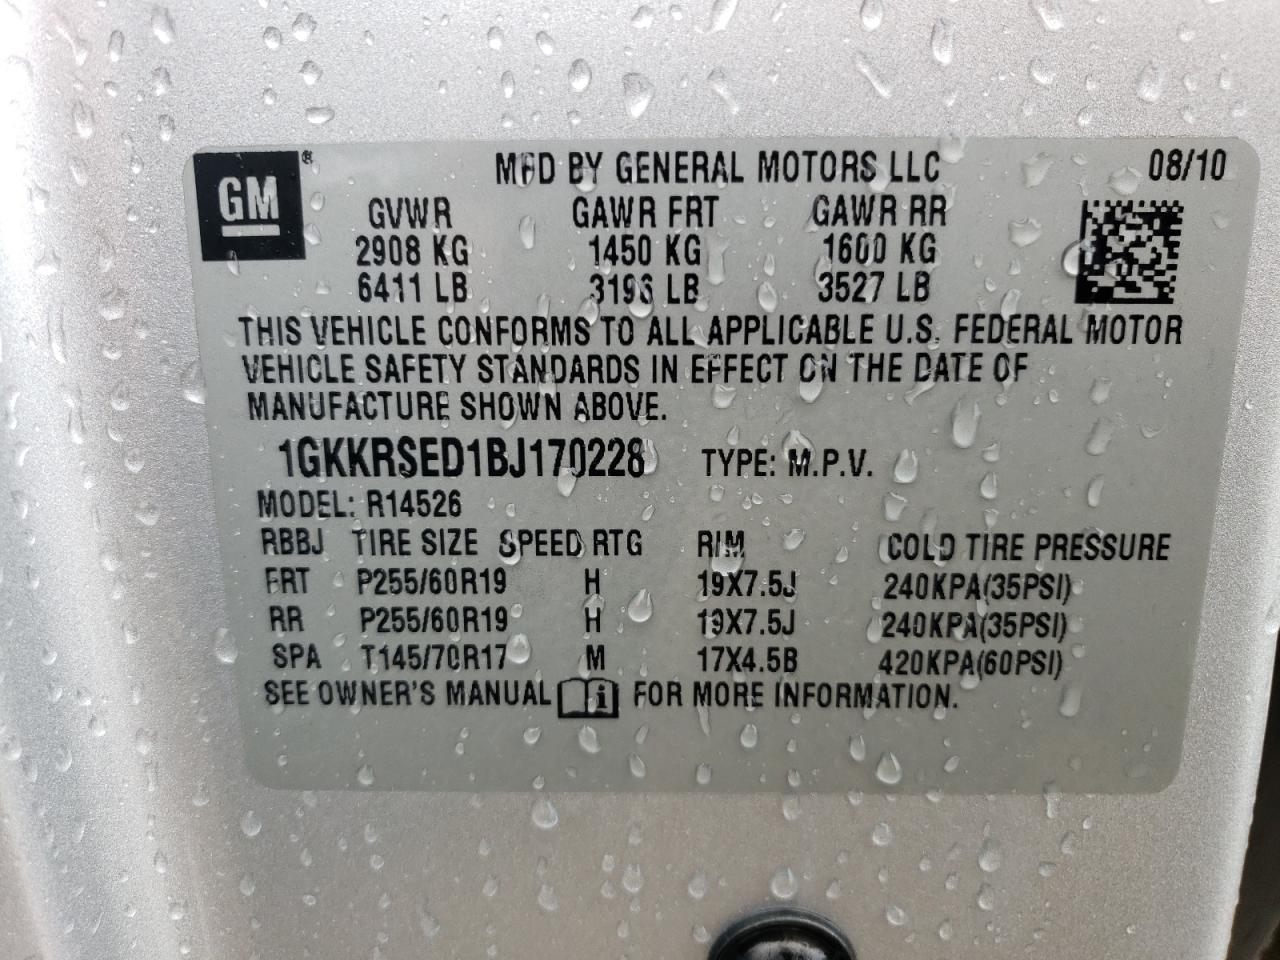 GM ® MFD BY GENERAL MOTORS LLC 08/10
GVWR GAWR FRT GAWR RR
2908 KG 1450 KG 1600 KG
6411 LB 3196 LB 3527 LB
THIS VEHICLE CONFORMS TO ALL APPLICABLE U.S. FEDERAL MOTOR
VEHICLE SAFETY STANDARDS IN EFFECT ON THE DATE OF
MANUFACTURE SHOWN ABOVE.
1GKKRSED1BJ170228 TYPE: M.P.V.
MODEL: R14526
RBBJ TIRE SIZE SPEED RTG RIM COLD TIRE PRESSURE
FRT P255/60R19 H 19X7.5J 240KPA(35PSI)
RR P255/60R19 H 19X7.5J 240KPA(35PSI)
SPA T145/70R17 M 17X4.5B 420KPA(60PSI)
SEE OWNER'S MANUAL i FOR MORE INFORMATION.